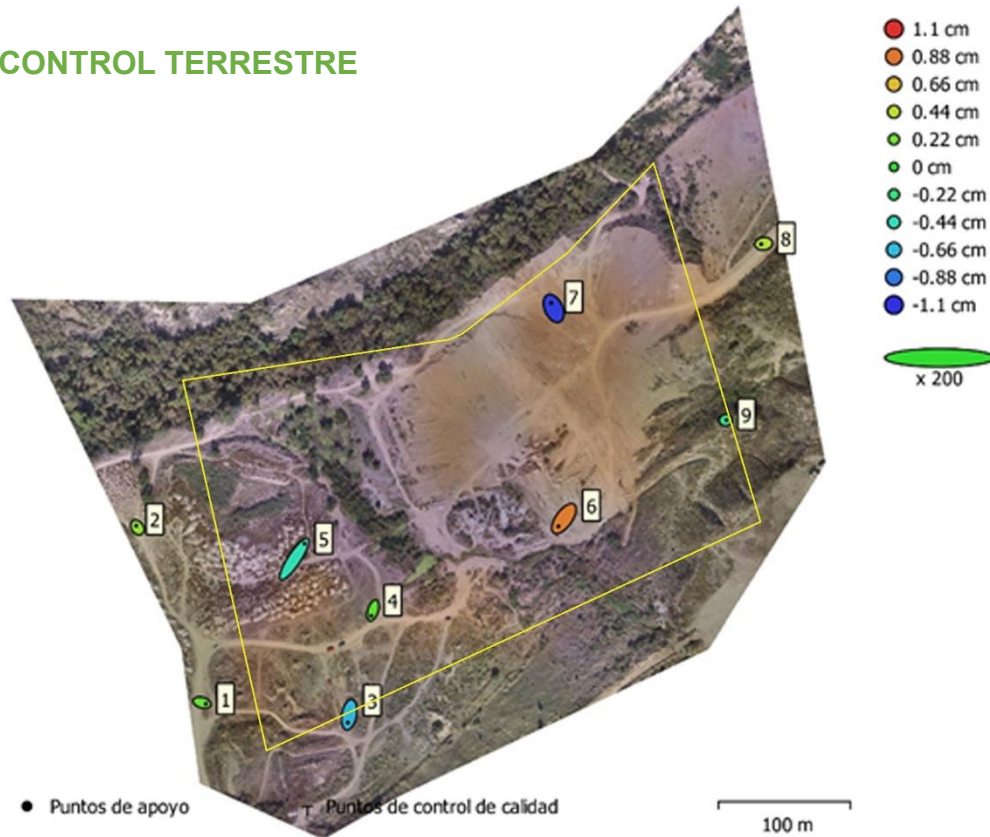 CONTROL TERRESTRE
1.1 cm
0.88 cm
0.66 cm
0.44 cm
0.22 cm
0 cm
-0.22 cm
-0.44 cm
-0.66 cm
-0.88 cm
-1.1 cm
x 200
8
7
9
6
2
5
4
1
3
Puntos de apoyo
Puntos de control de calidad
100 m